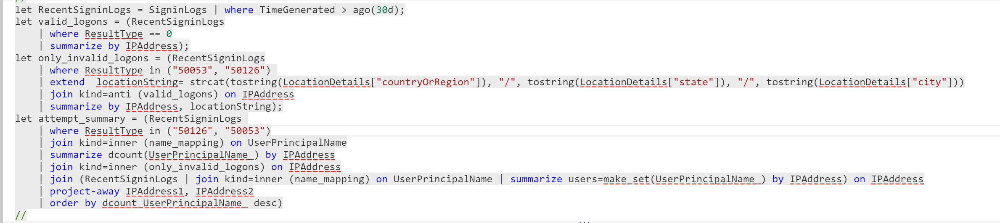 //
let RecentSigninLogs = SigninLogs | where TimeGenerated > ago(30d);
let valid_logons = (RecentSigninLogs
    | where ResultType == 0
    | summarize by IPAddress);
let only_invalid_logons = (RecentSigninLogs
    | where ResultType in ("50053", "50126")
    | extend  locationString= strcat(tostring(LocationDetails["countryOrRegion"]), "/", tostring(LocationDetails["state"]), "/", tostring(LocationDetails["city"]))
    | join kind=anti (valid_logons) on IPAddress
    | summarize by IPAddress, locationString);
let attempt_summary = (RecentSigninLogs
    | where ResultType in ("50126", "50053")
    | join kind=inner (name_mapping) on UserPrincipalName
    | summarize dcount(UserPrincipalName_) by IPAddress
    | join kind=inner (only_invalid_logons) on IPAddress
    | join (RecentSigninLogs | join kind=inner (name_mapping) on UserPrincipalName | summarize users=make_set(UserPrincipalName_) by IPAddress) on IPAddress
    | project-away IPAddress1, IPAddress2
    | order by dcount_UserPrincipalName_ desc)
//
...